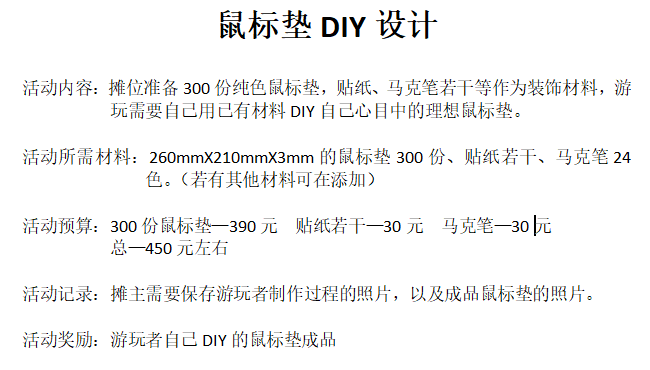 鼠标垫 DIY 设计
活动内容：摊位准备 300 份纯色鼠标垫，贴纸、马克笔若干等作为装饰材料，游
玩需要自己用已有材料 DIY 自己心目中的理想鼠标垫。
活动所需材料：260mmX210mmX3mm 的鼠标垫 300 份、贴纸若干、马克笔 24
色。（若有其他材料可在添加）
活动预算：300 份鼠标垫—390 元 贴纸若干—30 元 马克笔—30 元
总—450 元左右
活动记录：摊主需要保存游玩者制作过程的照片，以及成品鼠标垫的照片。
活动奖励：游玩者自己 DIY 的鼠标垫成品